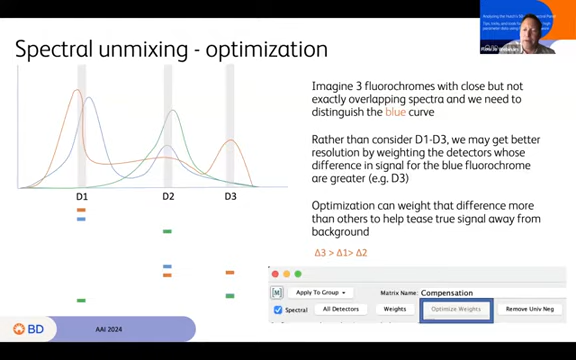 Spectral unmixing - optimization
Imagine 3 fluorochromes with close but not
exactly overlapping spectra and we need to
distinguish the blue curve
Rather than consider D1-D3, we may get better
resolution by weighting the detectors whose
difference in signal for the blue fluorochrome
are greater (e.g. D3)
Optimization can weight that difference more
than others to help tease true signal away from
background
Δ3 > Δ1> Δ2
D1
D2
D3
[M]
Apply To Group
Matrix Name: Compensation
Spectral
All Detectors
Weights
Optimize Weights
Remove Univ Neg
BD
AAI 2024